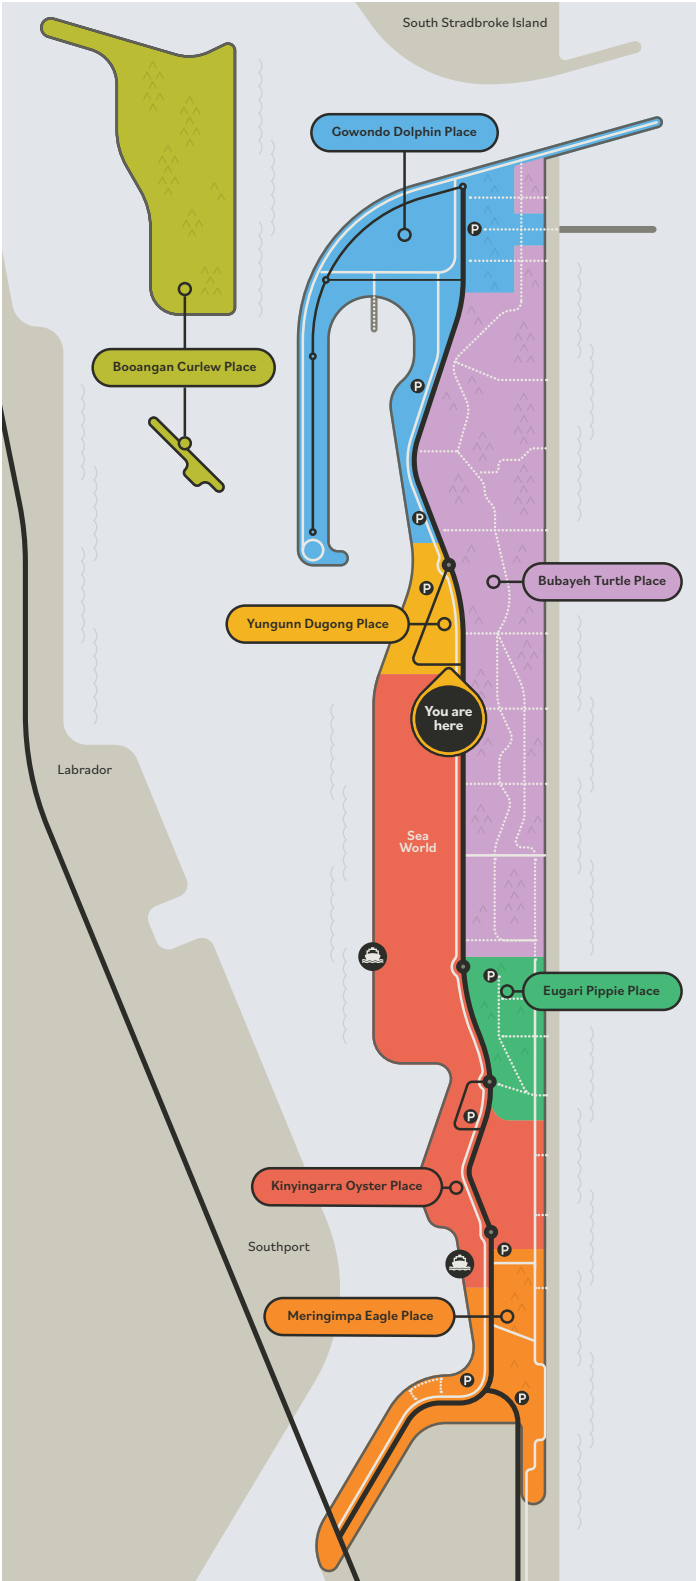 South Stradbroke Island
Gowondo Dolphin Place
P
Booangan Curlew Place
P
P
Bubayeh Turtle Place
P
Yungunn Dugong Place
You are
here
Labrador
Sea
World
P
Eugari Pippie Place
P
Kinyingarra Oyster Place
Southport
P
Meringimpa Eagle Place
P
P